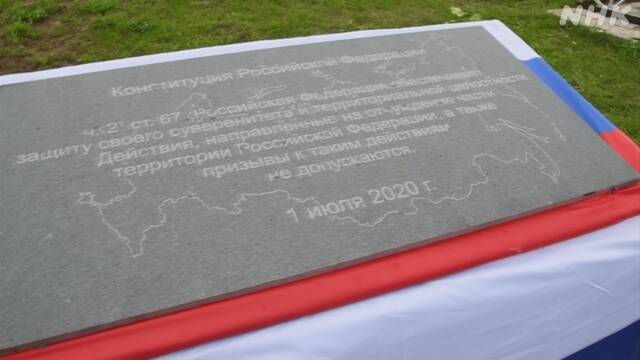 NHK
Конституция Российской Федерации
ч. 2¹ ст. 67. Российская Федерация обеспечивает
защиту своего суверенитета и территориальной целостности
Действия, направленные на отчуждение части
территории Российской Федерации, а также
призывы к таким действиям
не допускаются.
1 июля 2020 г.